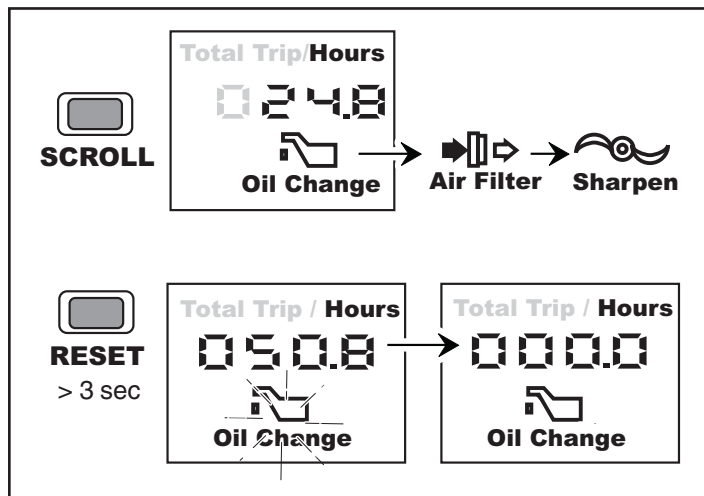 Total Trip/Hours
024.8
SCROLL
Oil Change
Air Filter
Sharpen
Total Trip / Hours
Total Trip / Hours
050.8
000.0
RESET
> 3 sec
Oil Change
Oil Change